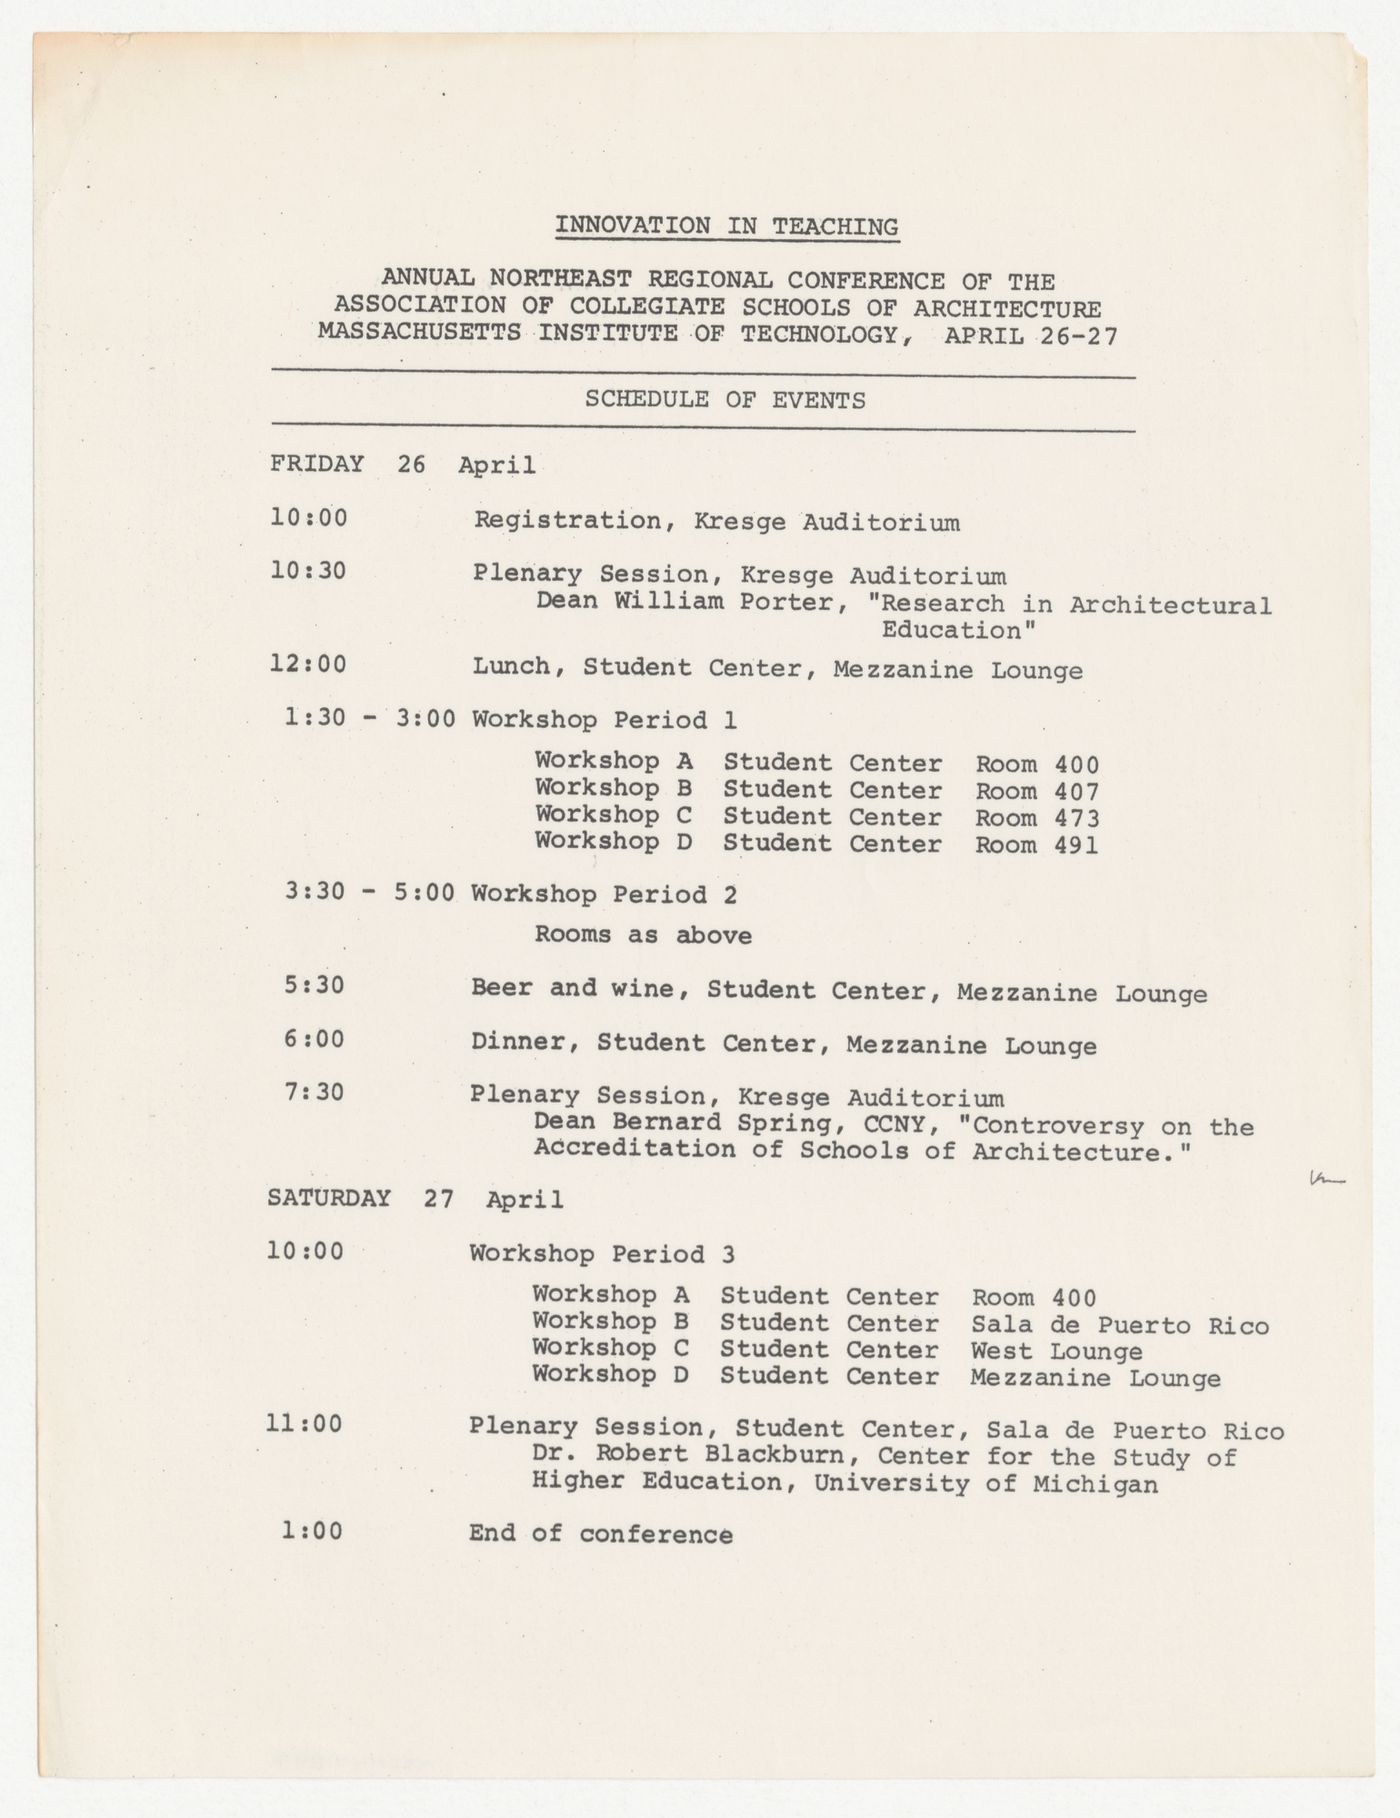 INNOVATION IN TEACHING
ANNUAL NORTHEAST REGIONAL CONFERENCE OF THE
ASSOCIATION OF COLLEGIATE SCHOOLS OF ARCHITECTURE
MASSACHUSETTS INSTITUTE OF TECHNOLOGY, APRIL 26-27
SCHEDULE OF EVENTS
FRIDAY 26 April
10:00 Registration, Kresge Auditorium
10:30 Plenary Session, Kresge Auditorium
Dean William Porter, "Research in Architectural
Education"
12:00 Lunch, Student Center, Mezzanine Lounge
1:30 - 3:00 Workshop Period 1
Workshop A Student Center Room 400
Workshop B Student Center Room 407
Workshop C Student Center Room 473
Workshop D Student Center Room 491
3:30 - 5:00 Workshop Period 2
Rooms as above
5:30 Beer and wine, Student Center, Mezzanine Lounge
6:00 Dinner, Student Center, Mezzanine Lounge
7:30 Plenary Session, Kresge Auditorium
Dean Bernard Spring, CCNY, "Controversy on the
Accreditation of Schools of Architecture."
SATURDAY 27 April
10:00 Workshop Period 3
Workshop A Student Center Room 400
Workshop B Student Center Sala de Puerto Rico
Workshop C Student Center West Lounge
Workshop D Student Center Mezzanine Lounge
11:00 Plenary Session, Student Center, Sala de Puerto Rico
Dr. Robert Blackburn, Center for the Study of
Higher Education, University of Michigan
1:00 End of conference